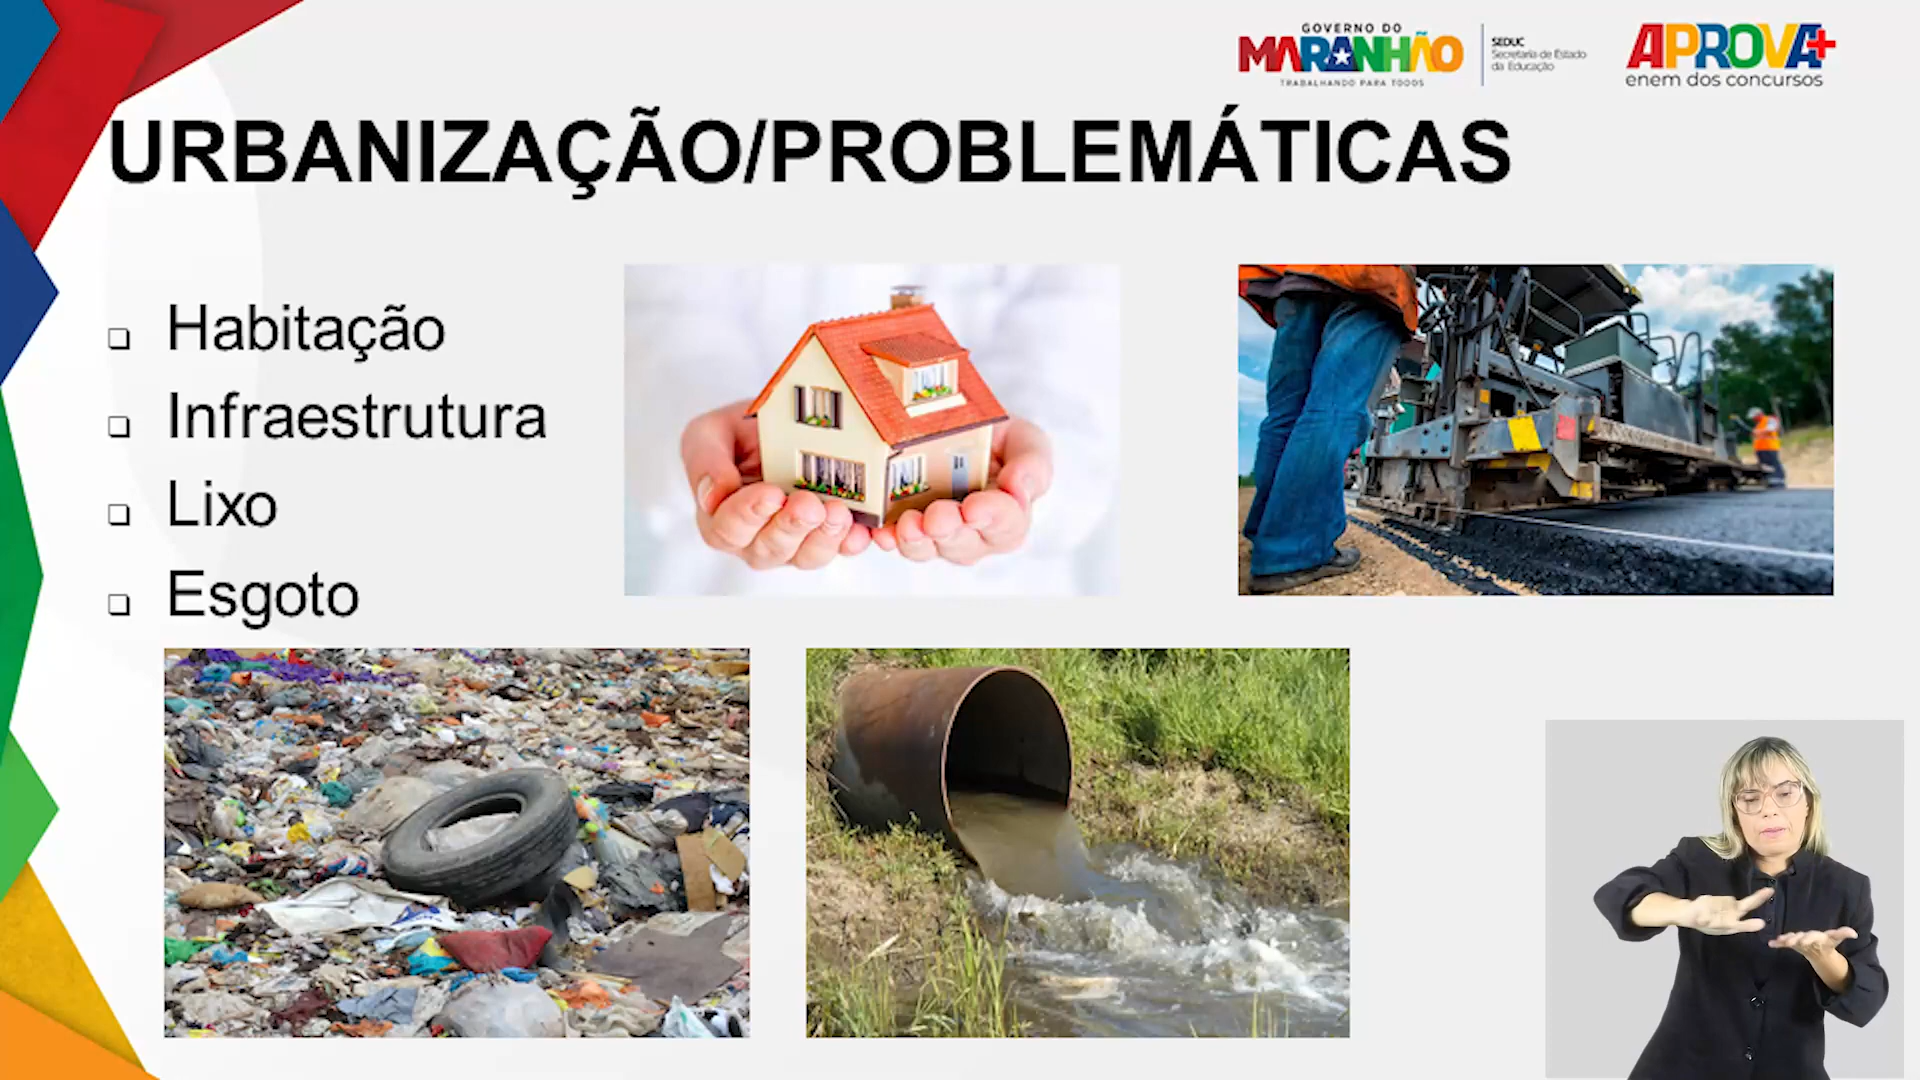 GOVERNO DO
MARANHÃO
TRABALHANDO PARA TODOS
SEDUC
Secretaria de Estado
da Educação
APROVA+
enem dos concursos
URBANIZAÇÃO/PROBLEMÁTICAS
Habitação
Infraestrutura
Lixo
Esgoto